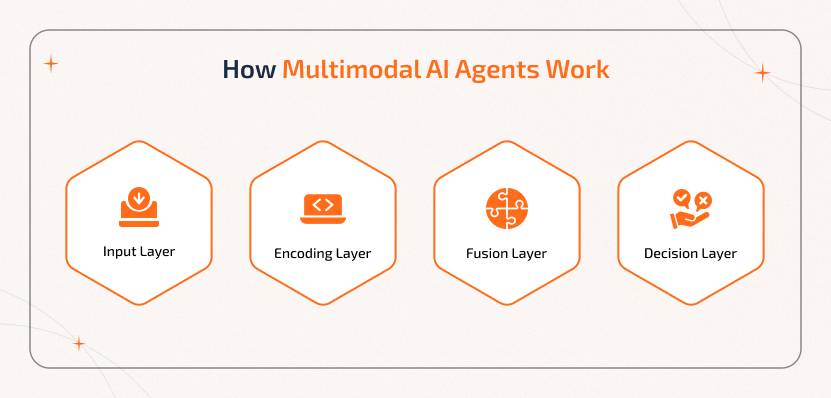 How Multimodal AI Agents Work
Input Layer
Encoding Layer
Fusion Layer
Decision Layer